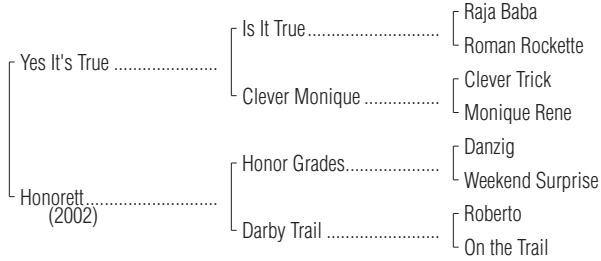 Raja Baba
Is It True
Roman Rockette
Yes It's True
Clever Trick
Clever Monique
Monique Rene
Danzig
Honor Grades
Weekend Surprise
Honorett
(2002)
Roberto
Darby Trail
On the Trail